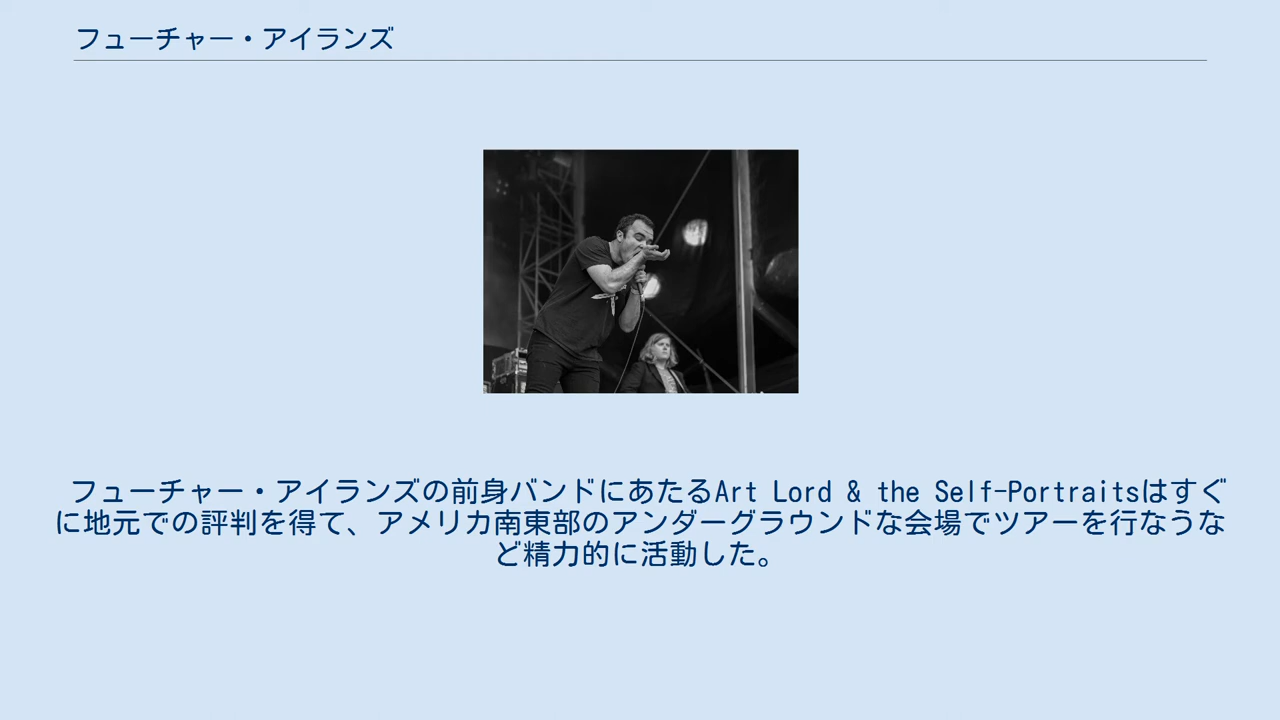 フューチャー・アイランズ
フューチャー・アイランズの前身バンドにあたるArt Lord & the Self-Portraitsはすぐ
に地元での評判を得て、アメリカ南東部のアンダーグラウンドな会場でツアーを行なうな
ど精力的に活動した。